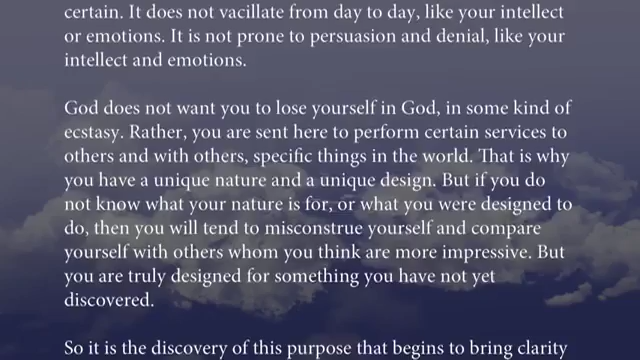 certain. It does not vacillate from day to day, like your intellect
or emotions. It is not prone to persuasion and denial, like your
intellect and emotions.
God does not want you to lose yourself in God, in some kind of
ecstasy. Rather, you are sent here to perform certain services to
others and with others, specific things in the world. That is why
you have a unique nature and a unique design. But if you do
not know what your nature is for, or what you were designed to
do, then you will tend to misconstrue yourself and compare
yourself with others whom you think are more impressive. But
you are truly designed for something you have not yet
discovered.
So it is the discovery of this purpose that begins to bring clarity